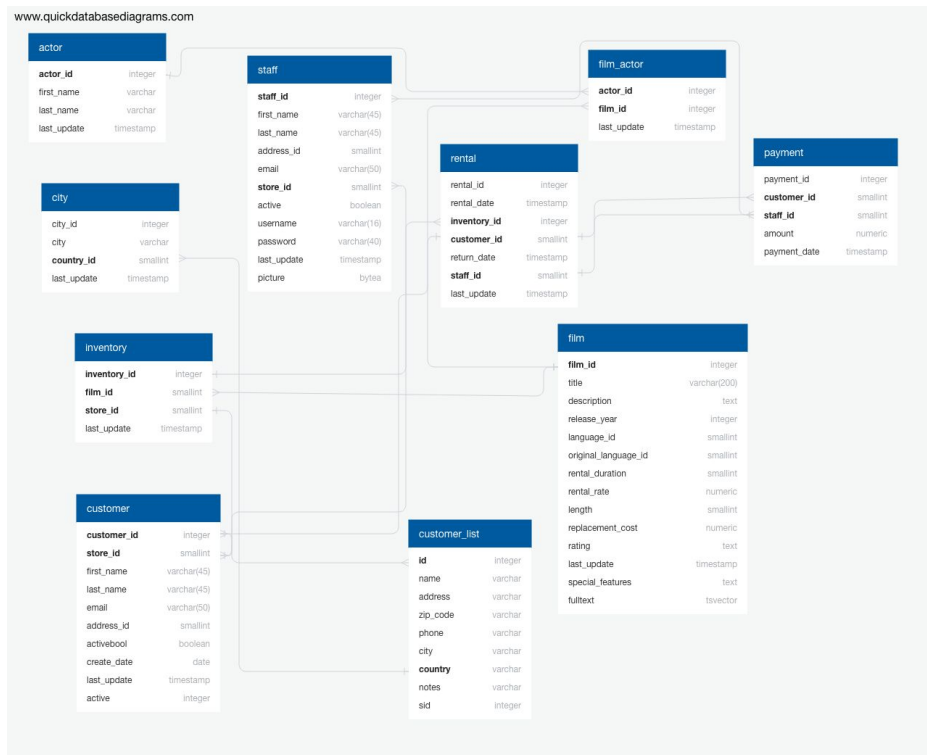 www.quickdatabasediagrams.com
actor
actor_id integer
first_name varchar
last_name varchar
last_update timestamp
staff
staff_id integer
first_name varchar(45)
last_name varchar(45)
address_id smallint
email varchar(50)
store_id smallint
active boolean
username varchar(16)
password varchar(40)
last_update timestamp
picture bytea
film_actor
actor_id integer
film_id integer
last_update timestamp
rental
rental_id integer
rental_date timestamp
inventory_id integer
customer_id smallint
return_date timestamp
staff_id smallint
last_update timestamp
payment
payment_id integer
customer_id smallint
staff_id smallint
amount numeric
payment_date timestamp
city
city_id integer
city varchar
country_id smallint
last_update timestamp
inventory
inventory_id integer
film_id smallint
store_id smallint
last_update timestamp
film
film_id integer
title varchar(200)
description text
release_year integer
language_id smallint
original_language_id smallint
rental_duration smallint
rental_rate numeric
length smallint
replacement_cost numeric
rating text
last_update timestamp
special_features text
fulltext tsvector
customer
customer_id integer
store_id smallint
first_name varchar(45)
last_name varchar(45)
email varchar(50)
address_id smallint
activebool boolean
create_date date
last_update timestamp
active integer
customer_list
id integer
name varchar
address varchar
zip_code varchar
phone varchar
city varchar
country varchar
notes varchar
sid integer